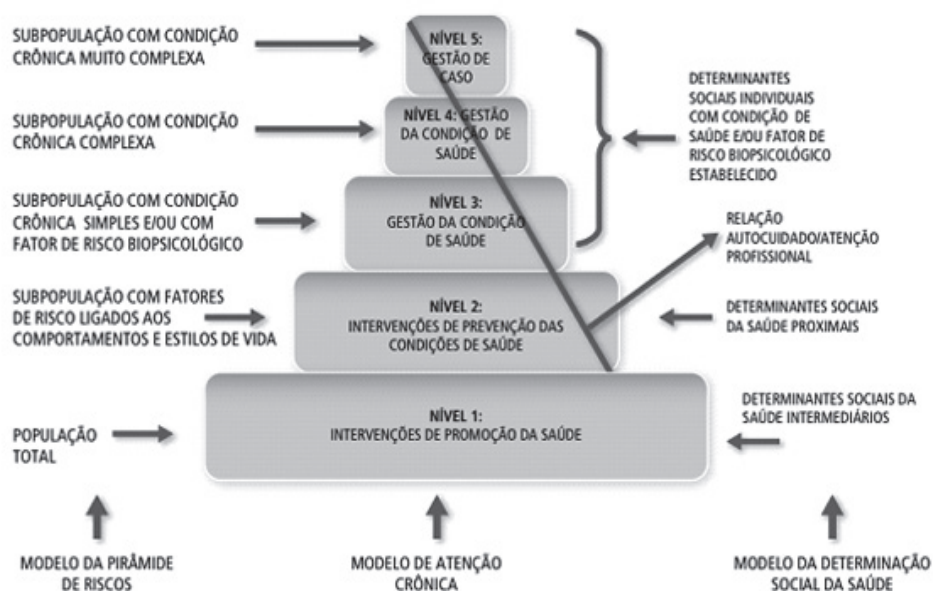 SUBPOPULAÇÃO COM CONDIÇÃO
CRÔNICA MUITO COMPLEXA
SUBPOPULAÇÃO COM CONDIÇÃO
CRÔNICA COMPLEXA
SUBPOPULAÇÃO COM CONDIÇÃO
CRÔNICA SIMPLES E/OU COM
FATOR DE RISCO BIOPSICOLÓGICO
SUBPOPULAÇÃO COM FATORES
DE RISCO LIGADOS AOS
COMPORTAMENTOS E ESTILOS DE VIDA
POPULAÇÃO
TOTAL
MODELO DA PIRÂMIDE
DE RISCOS
NÍVEL 5:
GESTÃO DE
CASO
NÍVEL 4: GESTÃO
DA CONDIÇÃO DE
SAÚDE
NÍVEL 3:
GESTÃO DA CONDIÇÃO
DE SAÚDE
NÍVEL 2:
INTERVENÇÕES DE PREVENÇÃO DAS
CONDIÇÕES DE SAÚDE
NÍVEL 1:
INTERVENÇÕES DE PROMOÇÃO DA SAÚDE
MODELO DE ATENÇÃO
CRÔNICA
DETERMINANTES
SOCIAIS INDIVIDUAIS
COM CONDIÇÃO DE
SAÚDE E/OU FATOR DE
RISCO BIOPSICOLÓGICO
ESTABELECIDO
RELAÇÃO
AUTOCUIDADO/ATENÇÃO
PROFISSIONAL
DETERMINANTES SOCIAIS
DA SAÚDE PROXIMAIS
DETERMINANTES SOCIAIS DA
SAÚDE INTERMEDIÁRIOS
MODELO DA DETERMINAÇÃO
SOCIAL DA SAÚDE